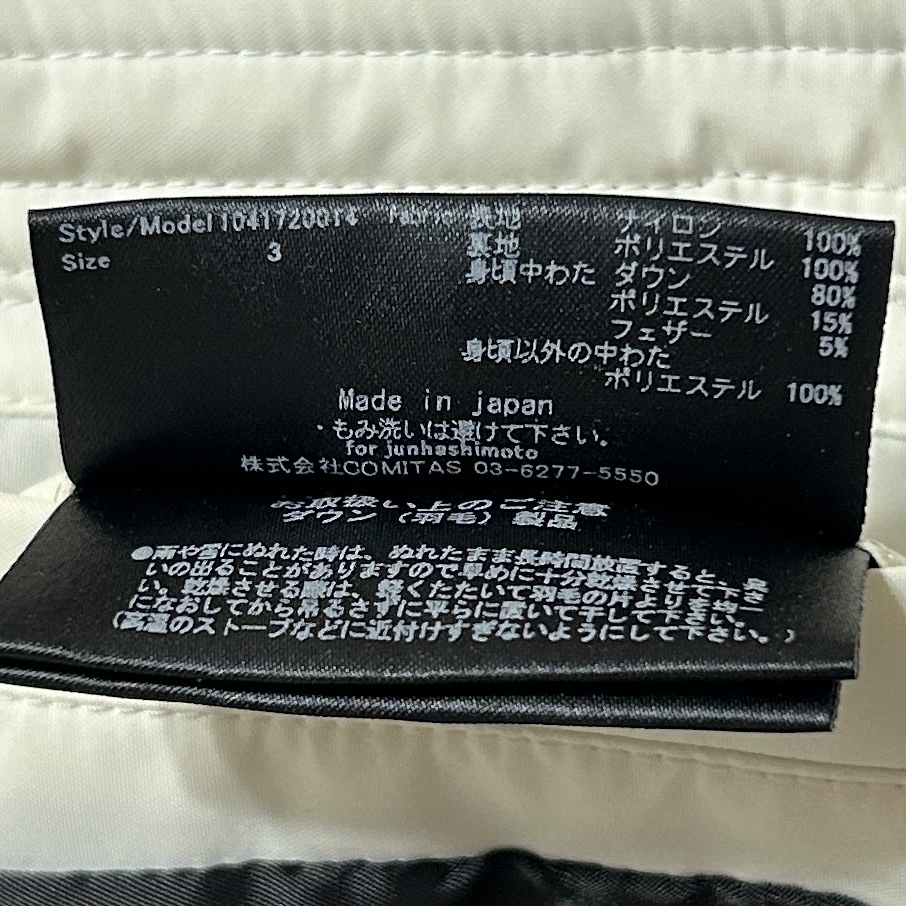 Style/Model 1041720014 Fabric 表地 ナイロン 100%
Size 3 裏地 ポリエステル 100%
身頃中わた ダウン 80%
ポリエステル 15%
フェザー 5%
身頃以外の中わた
ポリエステル 100%
Made in japan
・もみ洗いは避けて下さい。
for junhashimoto
株式会社COMITAS 03-6277-5550
お取扱い上のご注意
ダウン（羽毛）製品
●雨や雪にぬれた時は、ぬれたまま長時間放置すると、臭
いの出ることがありますので早めに十分乾燥させて下さ
い。乾燥させる際は、軽くたたいて羽毛の片よりを均一
になおしてから吊るさずに平らに置いて干して下さい。
(高温のストーブなどに近付けすぎないようにして下さい。)